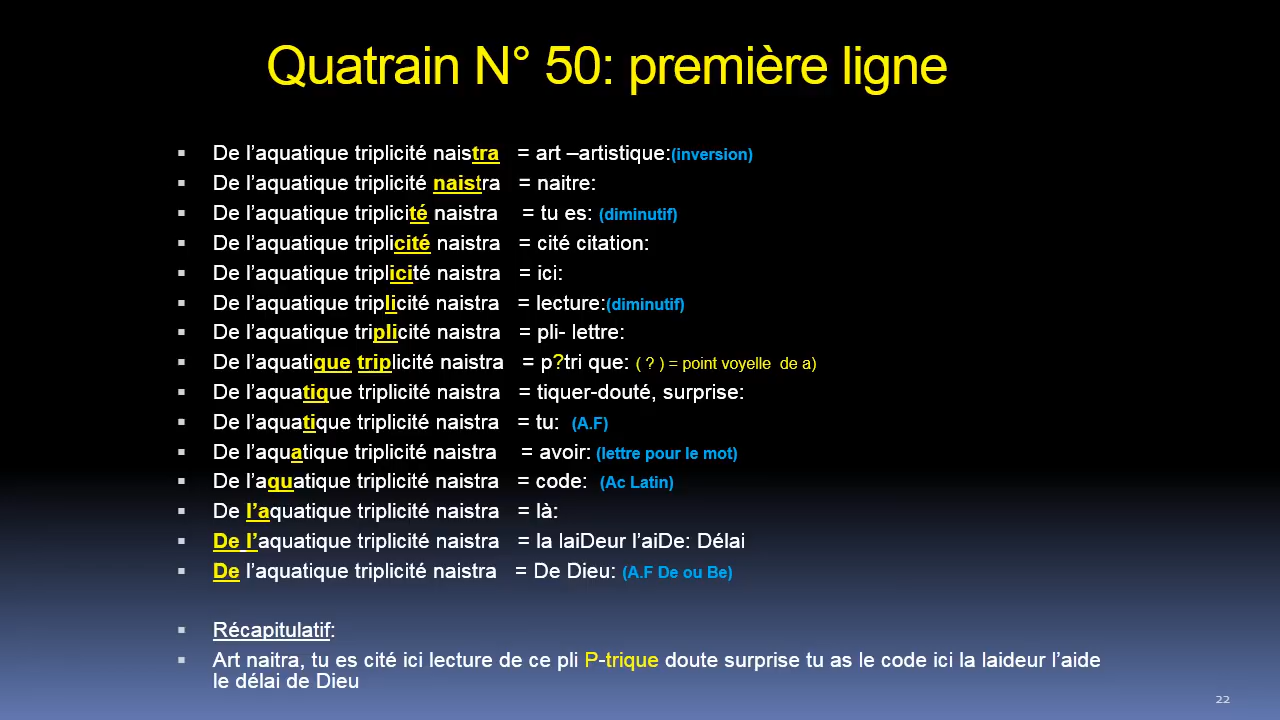 Quatrain N° 50: première ligne
▪ De l’aquatique triplicité naistra = art –artistique:(inversion)
▪ De l’aquatique triplicité naistra = naitre:
▪ De l’aquatique triplicité naistra = tu es: (diminutif)
▪ De l’aquatique triplicité naistra = cité citation:
▪ De l’aquatique triplicité naistra = ici:
▪ De l’aquatique triplicité naistra = lecture:(diminutif)
▪ De l’aquatique triplicité naistra = pli- lettre:
▪ De l’aquatique triplicité naistra = p?tri que: ( ? ) = point voyelle de a)
▪ De l’aquatique triplicité naistra = tiquer-douté, surprise:
▪ De l’aquatique triplicité naistra = tu: (A.F)
▪ De l’aquatique triplicité naistra = avoir: (lettre pour le mot)
▪ De l’aquatique triplicité naistra = code: (Ac Latin)
▪ De l’aquatique triplicité naistra = là:
▪ De l’aquatique triplicité naistra = la laiDeur l’aiDe: Délai
▪ De l’aquatique triplicité naistra = De Dieu: (A.F De ou Be)
▪ Récapitulatif:
▪ Art naitra, tu es cité ici lecture de ce pli P-trique doute surprise tu as le code ici la laideur l’aide
le délai de Dieu
22